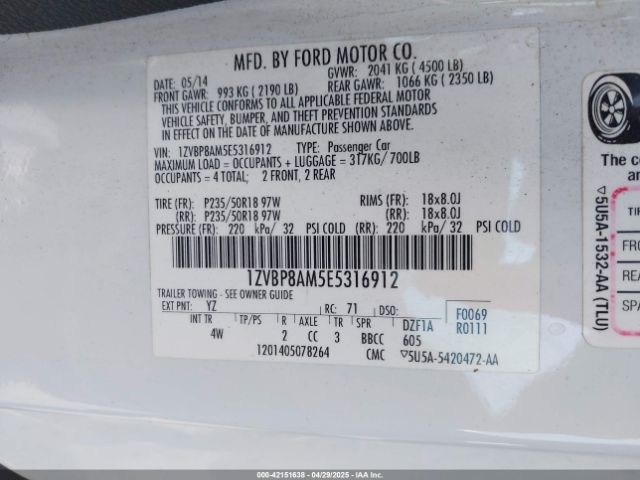 MFD. BY FORD MOTOR CO.
DATE: 05/14 GVWR: 2041 KG ( 4500 LB)
FRONT GAWR: 993 KG ( 2190 LB) REAR GAWR: 1066 KG ( 2350 LB)
THIS VEHICLE CONFORMS TO ALL APPLICABLE FEDERAL MOTOR
VEHICLE SAFETY, BUMPER, AND THEFT PREVENTION STANDARDS
IN EFFECT ON THE DATE OF MANUFACTURE SHOWN ABOVE.
VIN: 1ZVBP8AM5E5316912 TYPE: Passenger Car
MAXIMUM LOAD = OCCUPANTS + LUGGAGE = 317KG/ 700LB
OCCUPANTS = 4 TOTAL; 2 FRONT, 2 REAR
TIRE (FR): P235/50R18 97W RIMS (FR): 18x8.0J
(RR): P235/50R18 97W (RR): 18x8.0J
PRESSURE (FR): 220 kPa/ 32 PSI COLD (RR): 220 kPa/ 32 PSI COLD
1ZVBP8AM5E5316912
TRAILER TOWING - SEE OWNER GUIDE
EXT PNT: YZ RC: 71 DSO: F0069
INT TR TP/PS R AXLE TR SPR DZF1A R0111
4W 2 CC 3 BBCC 605
1201405078264 CMC ▽5U5A-5420472-AA
The co
an
▽5U5A-1532-AA (TLU)
TI
FRO
REA
SPA
000-42151638 04/29/2025 IAAI